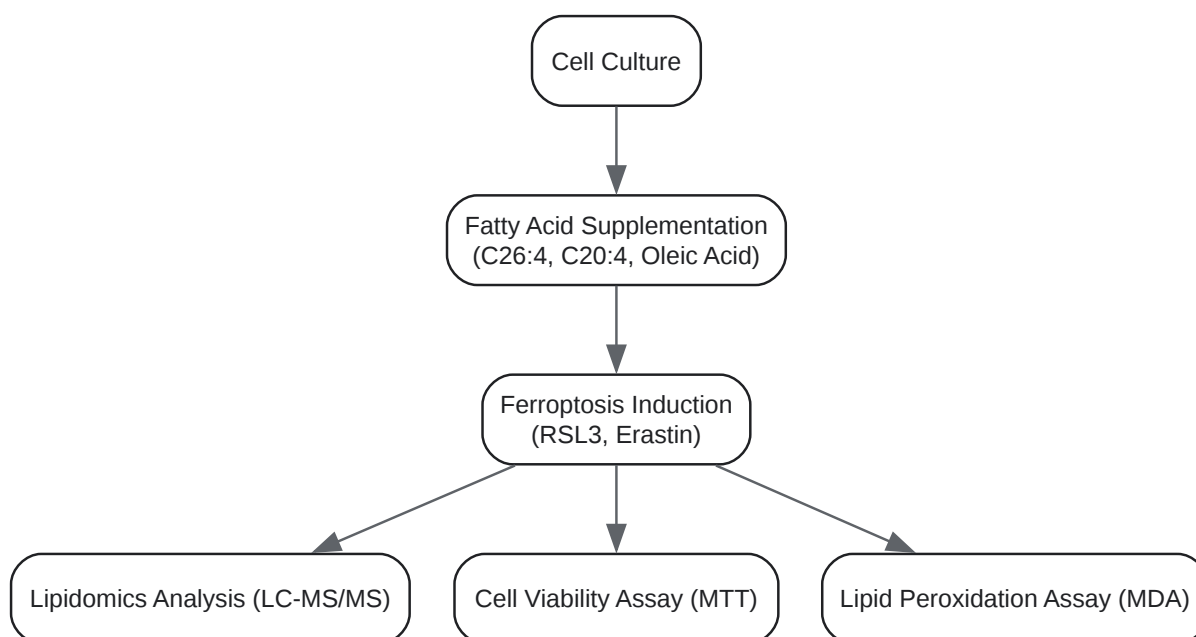 Cell Culture
Fatty Acid Supplementation
(C26:4, C20:4, Oleic Acid)
Ferroptosis Induction
(RSL3, Erastin)
Lipidomics Analysis (LC-MS/MS)
Cell Viability Assay (MTT)
Lipid Peroxidation Assay (MDA)